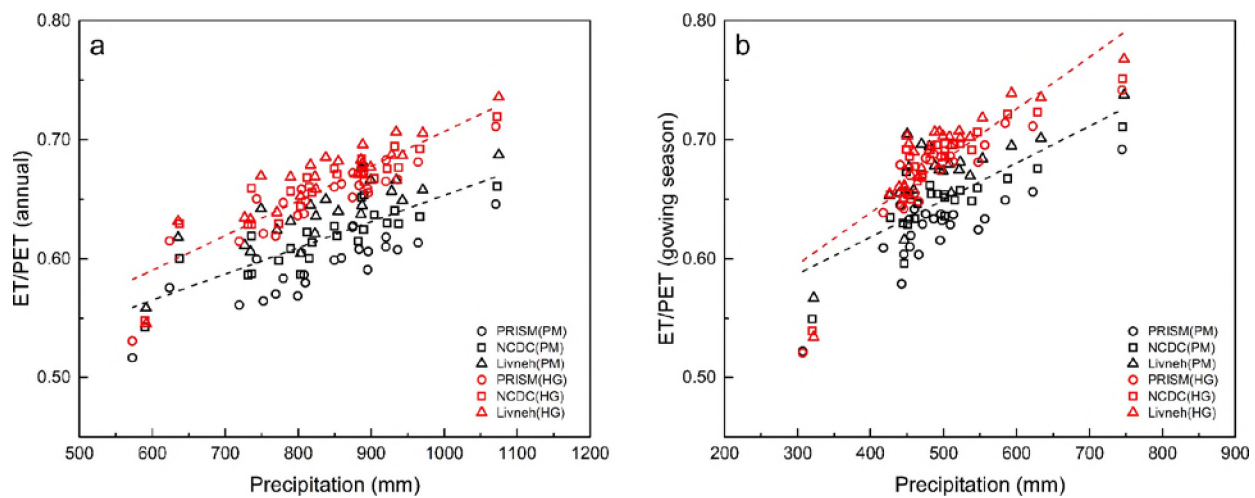 a
0.80
0.70
0.60
0.50
ET/PET (annual)
500 600 700 800 900 1000 1100 1200
Precipitation (mm)
PRISM(PM)
NCDC(PM)
Livneh(PM)
PRISM(HG)
NCDC(HG)
Livneh(HG)
b
0.80
0.70
0.60
0.50
ET/PET (gowing season)
200 300 400 500 600 700 800 900
Precipitation (mm)
PRISM(PM)
NCDC(PM)
Livneh(PM)
PRISM(HG)
NCDC(HG)
Livneh(HG)